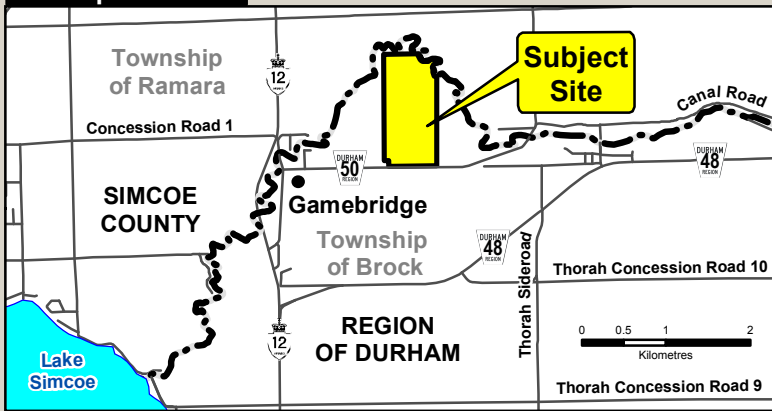 Township
of Ramara
12
Subject
Site
Canal Road
Concession Road 1
DURHAM
50
REGION
DURHAM
48
REGION
SIMCOE
COUNTY
Gamebridge
Township
of Brock
DURHAM
48
REGION
Thorah Sideroad
Thorah Concession Road 10
12
REGION
OF DURHAM
0 0.5 1 2
Kilometres
Lake
Simcoe
Thorah Concession Road 9